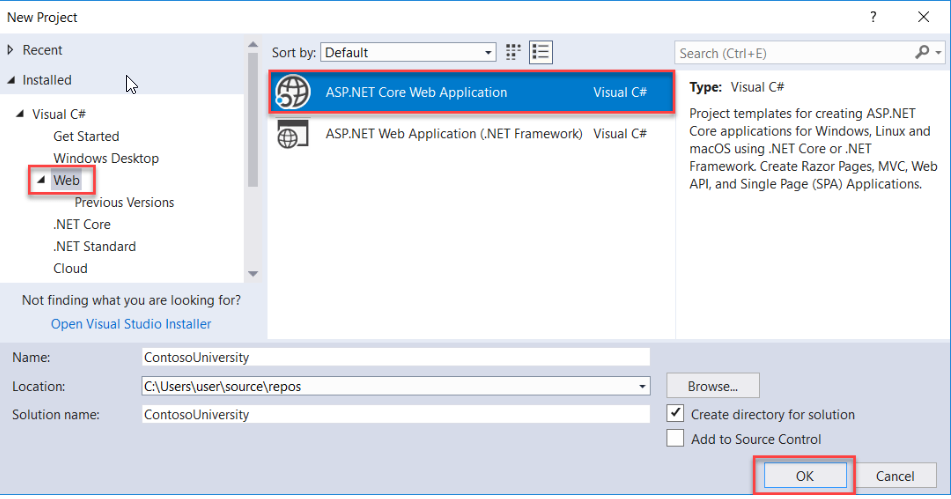 New Project
?
Recent
Installed
Visual C#
Get Started
Windows Desktop
Web
Previous Versions
.NET Core
.NET Standard
Cloud
Not finding what you are looking for?
Open Visual Studio Installer
Sort by: Default
ASP.NET Core Web Application Visual C#
ASP.NET Web Application (.NET Framework) Visual C#
Search (Ctrl+E)
Type: Visual C#
Project templates for creating ASP.NET
Core applications for Windows, Linux and
macOS using .NET Core or .NET
Framework. Create Razor Pages, MVC, Web
API, and Single Page (SPA) Applications.
Name: ContosoUniversity
Location: C:\Users\user\source\repos
Browse...
Solution name: ContosoUniversity
Create directory for solution
Add to Source Control
OK
Cancel